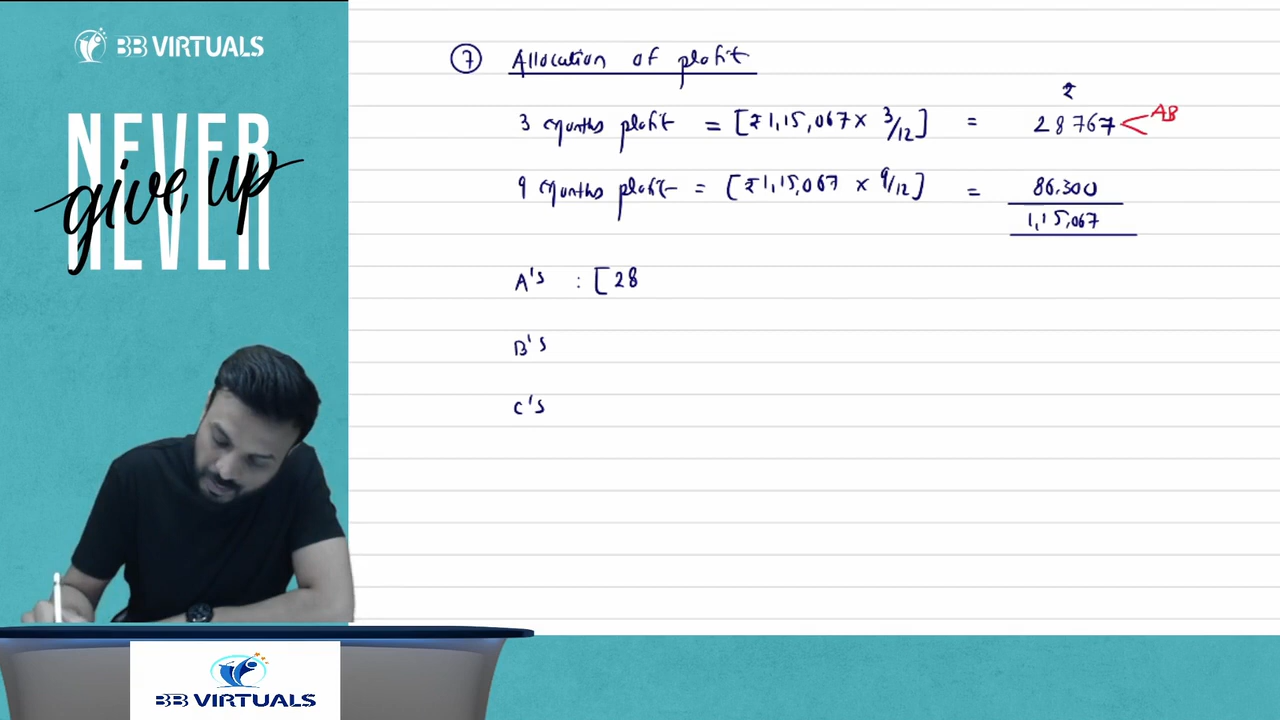 BB VIRTUALS
NEVER
give up
NEVER
7 Allocation of profit
₹
3 months profit = [₹1,15,067 × 3/12] = 28767 AB
9 months profit = [₹1,15,067 × 9/12] = 86,300
1,15,067
A's : [28
B's
C's
BB VIRTUALS